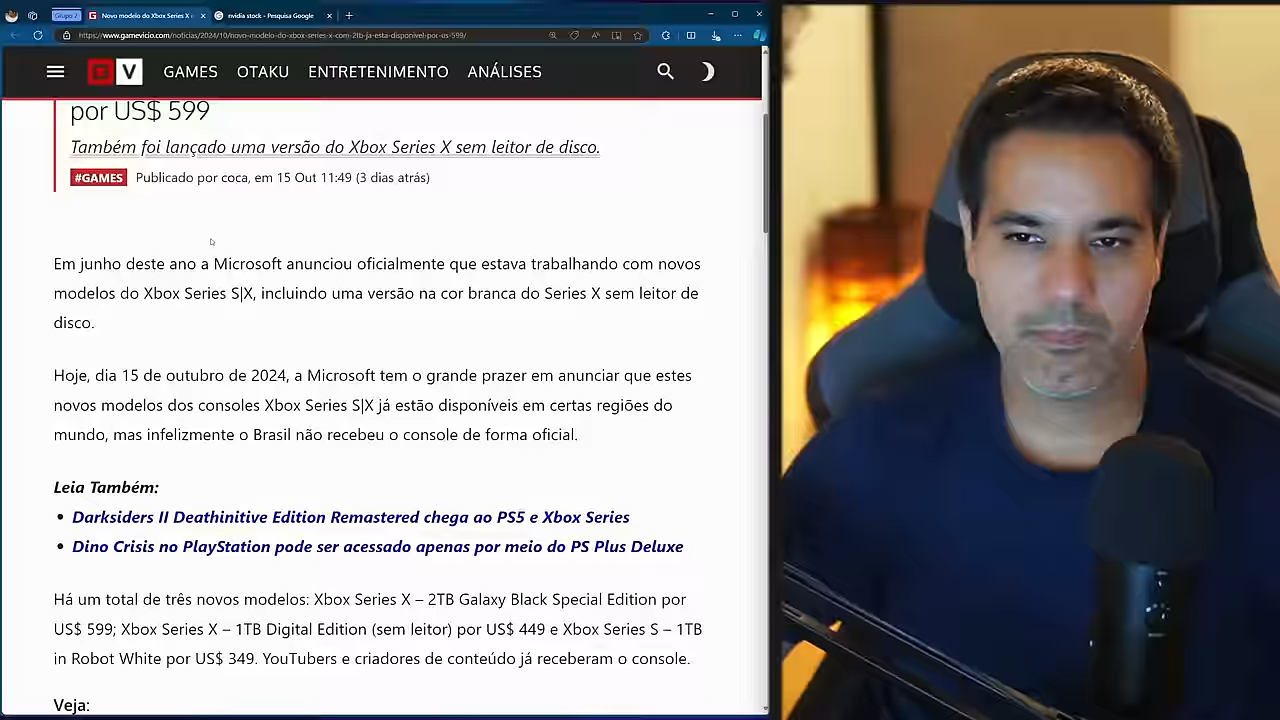 Grupo 2
Novo modelo do Xbox Series X
nvidia stock - Pesquisa Google
https://www.gamevicio.com/noticias/2024/10/novo-modelo-do-xbox-series-x-com-2tb-ja-esta-disponivel-por-us-599/
V GAMES OTAKU ENTRETENIMENTO ANÁLISES
por US$ 599
Também foi lançado uma versão do Xbox Series X sem leitor de disco.
#GAMES Publicado por coca, em 15 Out 11:49 (3 dias atrás)
Em junho deste ano a Microsoft anunciou oficialmente que estava trabalhando com novos
modelos do Xbox Series S|X, incluindo uma versão na cor branca do Series X sem leitor de
disco.
Hoje, dia 15 de outubro de 2024, a Microsoft tem o grande prazer em anunciar que estes
novos modelos dos consoles Xbox Series S|X já estão disponíveis em certas regiões do
mundo, mas infelizmente o Brasil não recebeu o console de forma oficial.
Leia Também:
• Darksiders II Deathinitive Edition Remastered chega ao PS5 e Xbox Series
• Dino Crisis no PlayStation pode ser acessado apenas por meio do PS Plus Deluxe
Há um total de três novos modelos: Xbox Series X – 2TB Galaxy Black Special Edition por
US$ 599; Xbox Series X – 1TB Digital Edition (sem leitor) por US$ 449 e Xbox Series S – 1TB
in Robot White por US$ 349. YouTubers e criadores de conteúdo já receberam o console.
Veja: